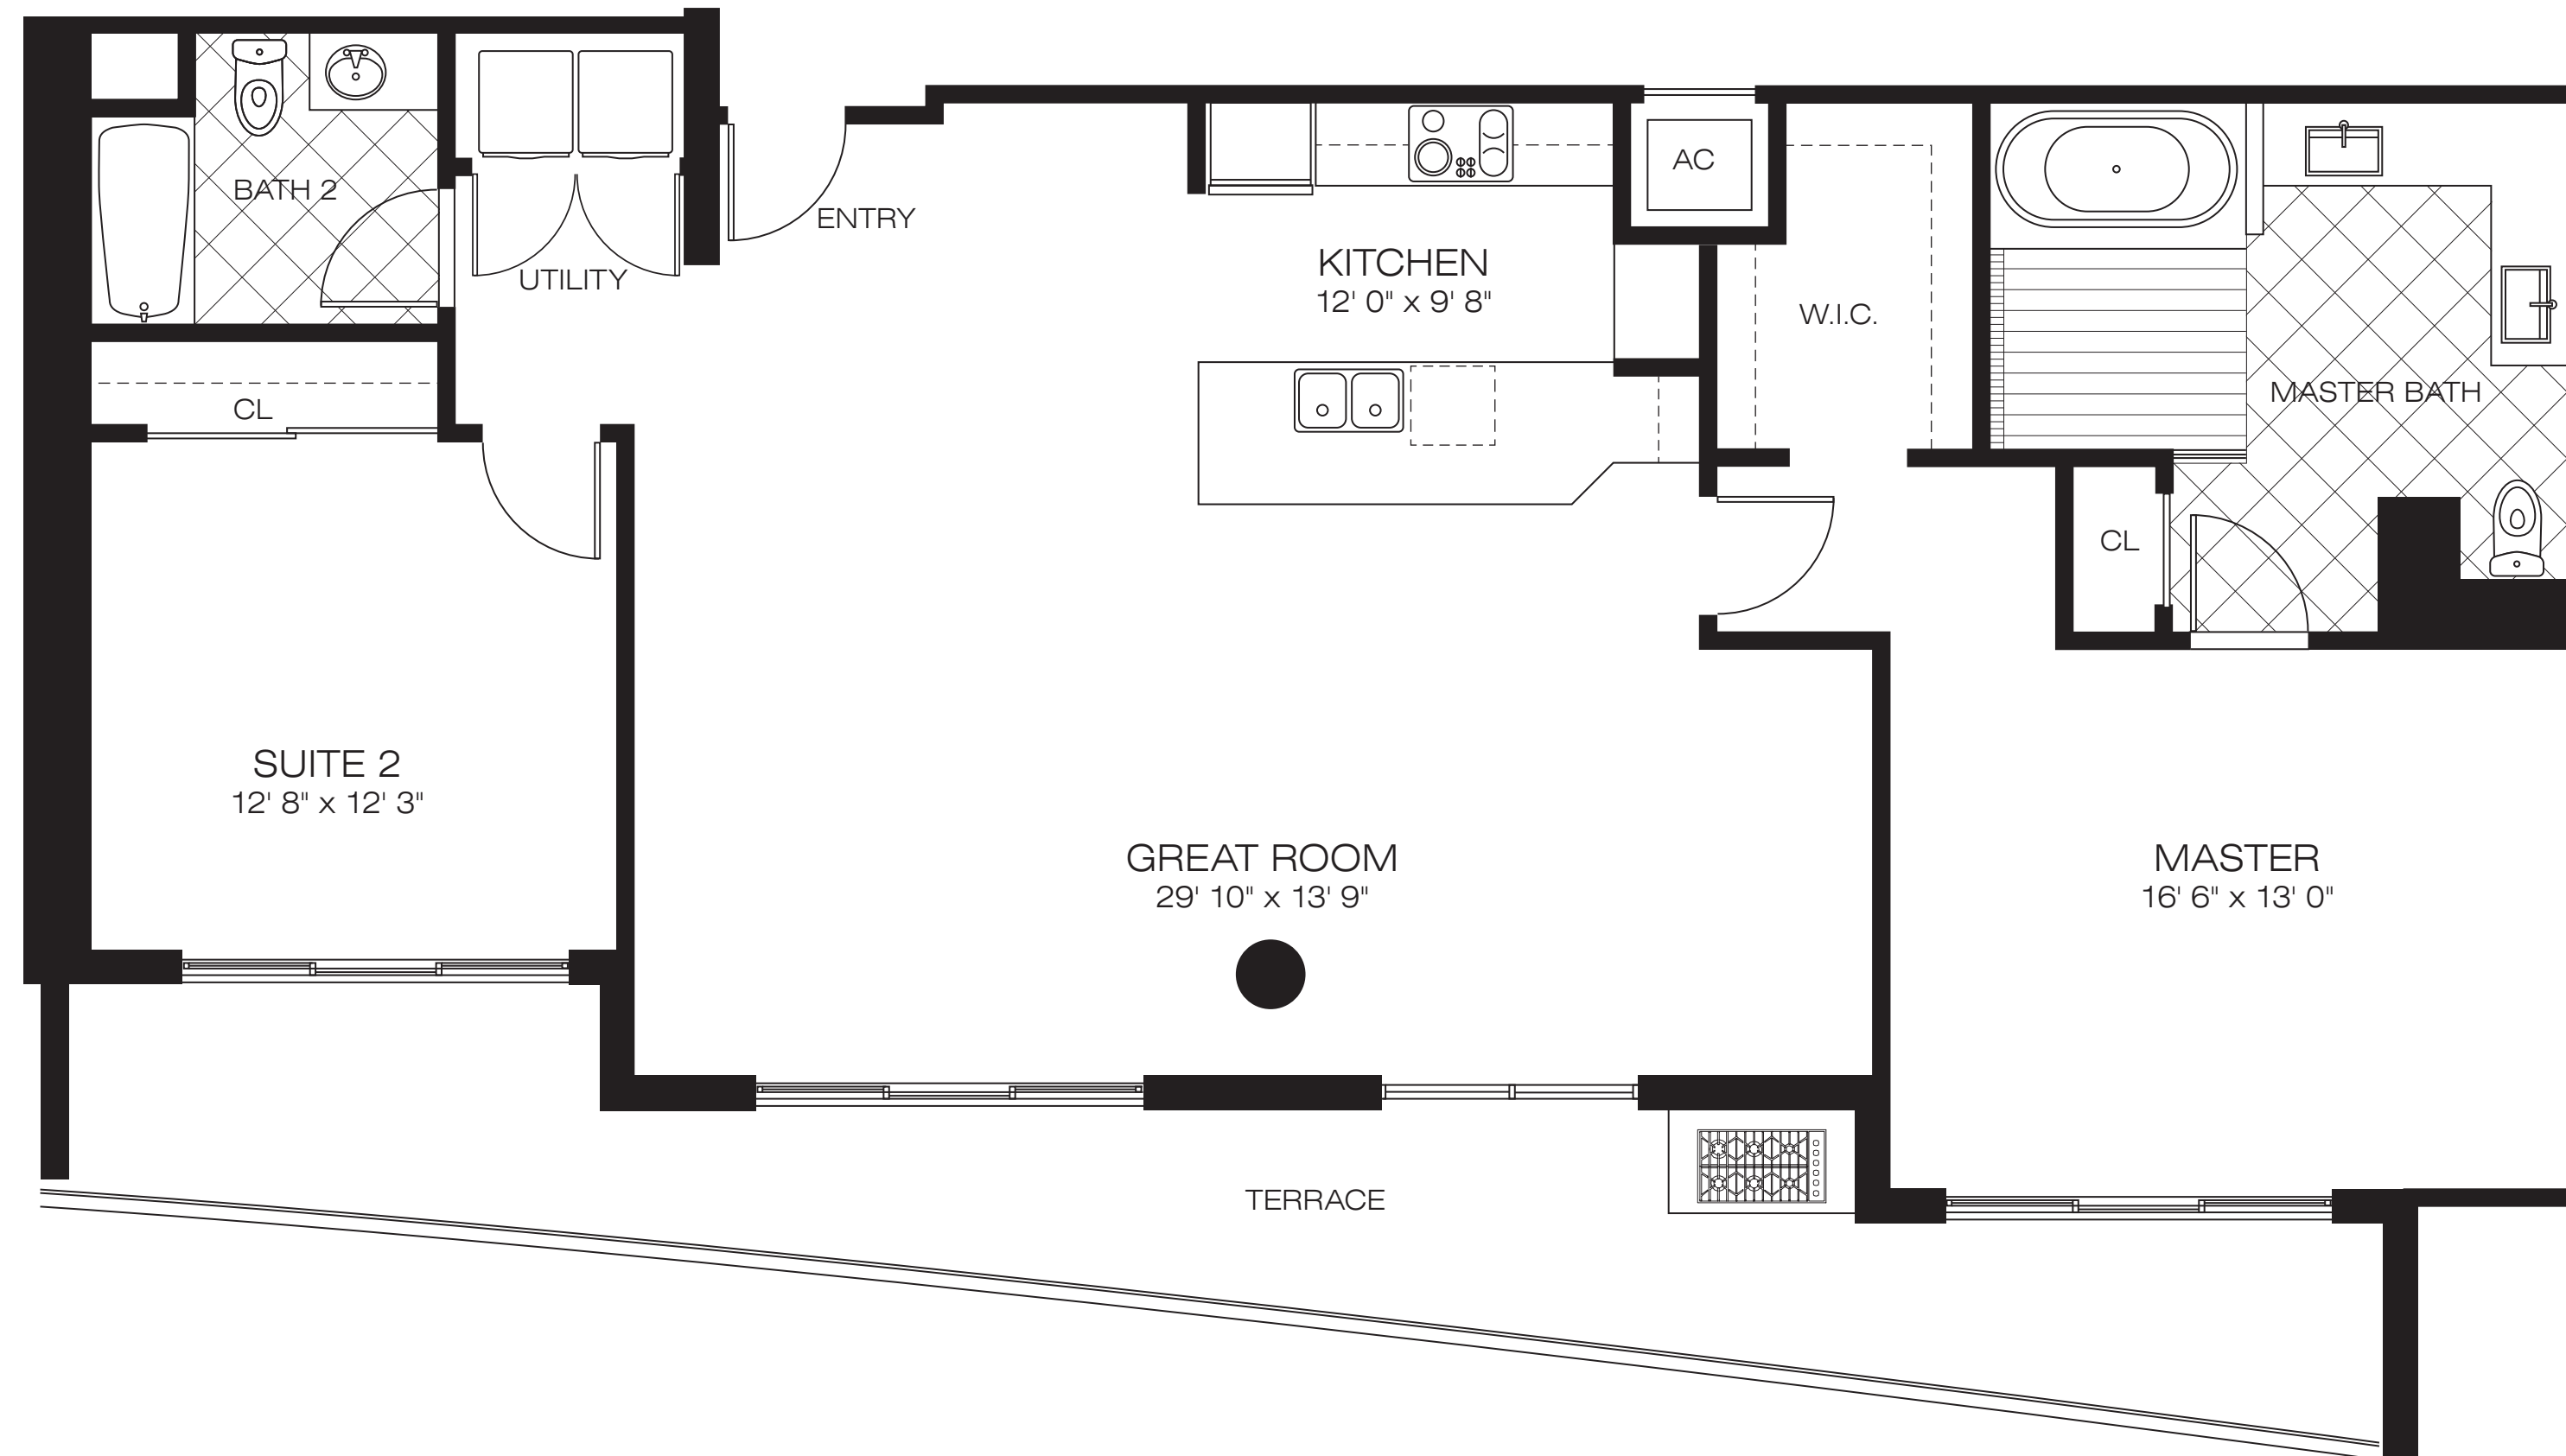 BATH 2
UTILITY
ENTRY
KITCHEN
12' 0" x 9' 8"
AC
W.I.C.
MASTER BATH
CL
CL
SUITE 2
12' 8" x 12' 3"
GREAT ROOM
29' 10" x 13' 9"
MASTER
16' 6" x 13' 0"
TERRACE